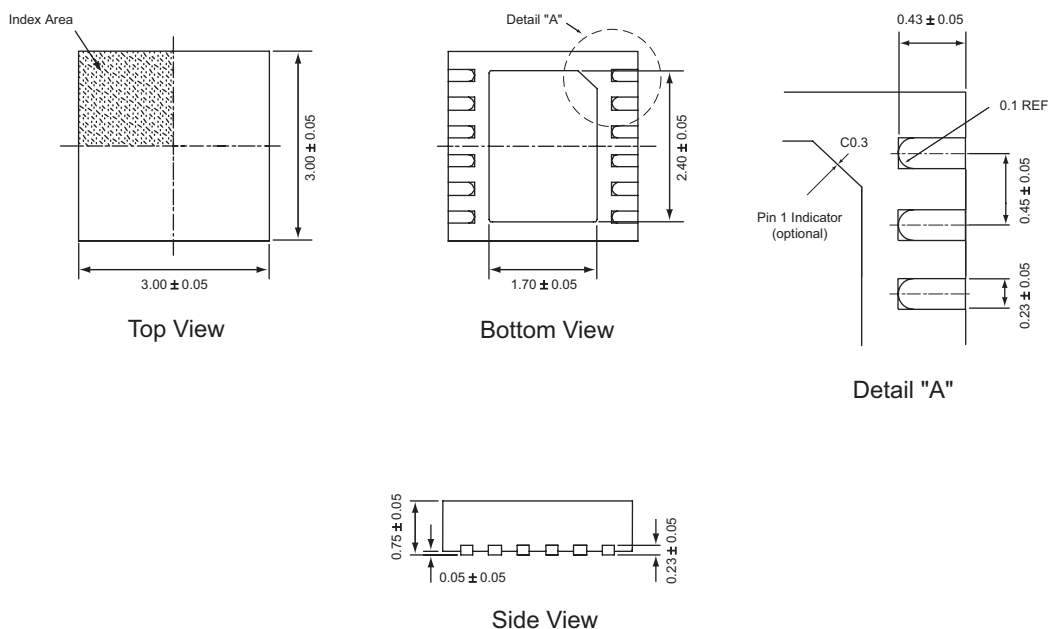 Index Area
3.00 ± 0.05
3.00 ± 0.05
Top View
Detail "A"
2.40 ± 0.05
1.70 ± 0.05
Bottom View
0.43 ± 0.05
0.1 REF
C0.3
Pin 1 Indicator
(optional)
0.45 ± 0.05
0.23 ± 0.05
Detail "A"
0.75 ± 0.05
0.05 ± 0.05
0.23 ± 0.05
Side View